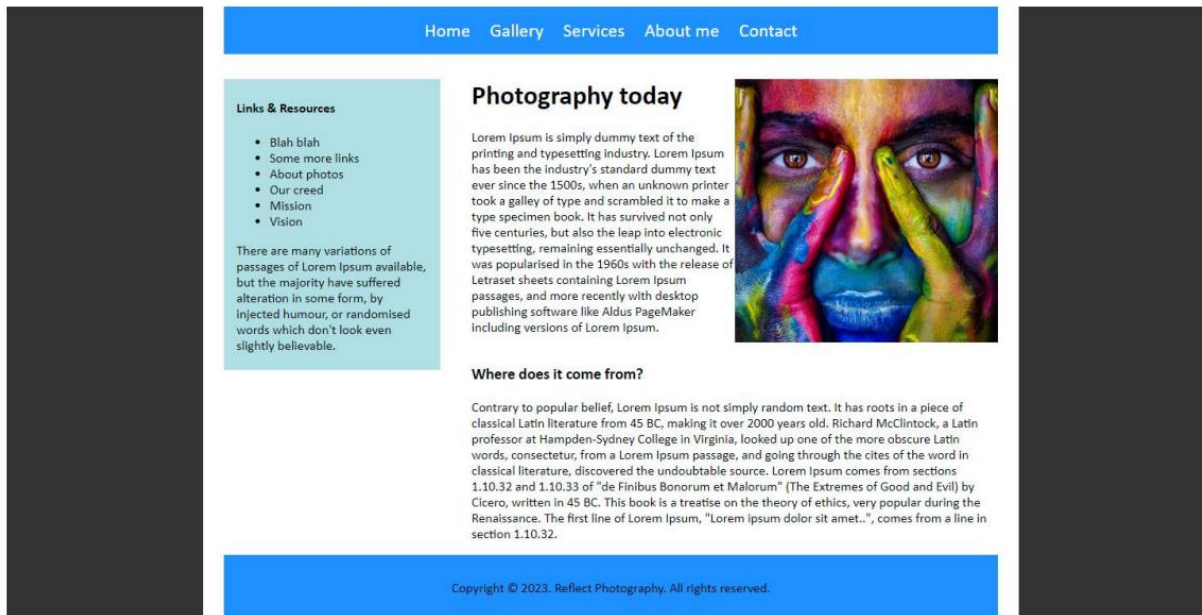 Home Gallery Services About me Contact
Links & Resources
• Blah blah
• Some more links
• About photos
• Our creed
• Mission
• Vision
There are many variations of
passages of Lorem Ipsum available,
but the majority have suffered
alteration in some form, by
injected humour, or randomised
words which don't look even
slightly believable.
Photography today
Lorem Ipsum is simply dummy text of the
printing and typesetting industry. Lorem Ipsum
has been the industry's standard dummy text
ever since the 1500s, when an unknown printer
took a galley of type and scrambled it to make a
type specimen book. It has survived not only
five centuries, but also the leap into electronic
typesetting, remaining essentially unchanged. It
was popularised in the 1960s with the release of
Letraset sheets containing Lorem Ipsum
passages, and more recently with desktop
publishing software like Aldus PageMaker
including versions of Lorem Ipsum.
Where does it come from?
Contrary to popular belief, Lorem Ipsum is not simply random text. It has roots in a piece of
classical Latin literature from 45 BC, making it over 2000 years old. Richard McClintock, a Latin
professor at Hampden-Sydney College in Virginia, looked up one of the more obscure Latin
words, consectetur, from a Lorem Ipsum passage, and going through the cites of the word in
classical literature, discovered the undoubtable source. Lorem Ipsum comes from sections
1.10.32 and 1.10.33 of "de Finibus Bonorum et Malorum" (The Extremes of Good and Evil) by
Cicero, written in 45 BC. This book is a treatise on the theory of ethics, very popular during the
Renaissance. The first line of Lorem Ipsum, "Lorem ipsum dolor sit amet..", comes from a line in
section 1.10.32.
Copyright © 2023. Reflect Photography. All rights reserved.